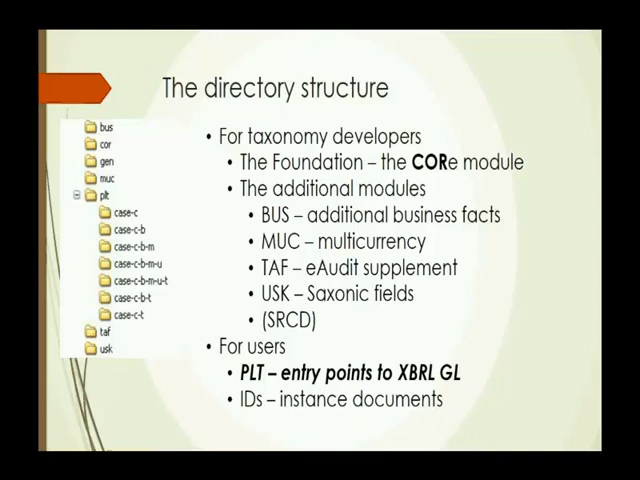 The directory structure
bus
cor
gen
muc
plt
case-c
case-c-b
case-c-b-m
case-c-b-m-u
case-c-b-m-u-t
case-c-b-t
case-c-t
taf
usk
• For taxonomy developers
• The Foundation – the CORe module
• The additional modules
• BUS – additional business facts
• MUC – multicurrency
• TAF – eAudit supplement
• USK – Saxonic fields
• (SRCD)
• For users
• PLT – entry points to XBRL GL
• IDs – instance documents